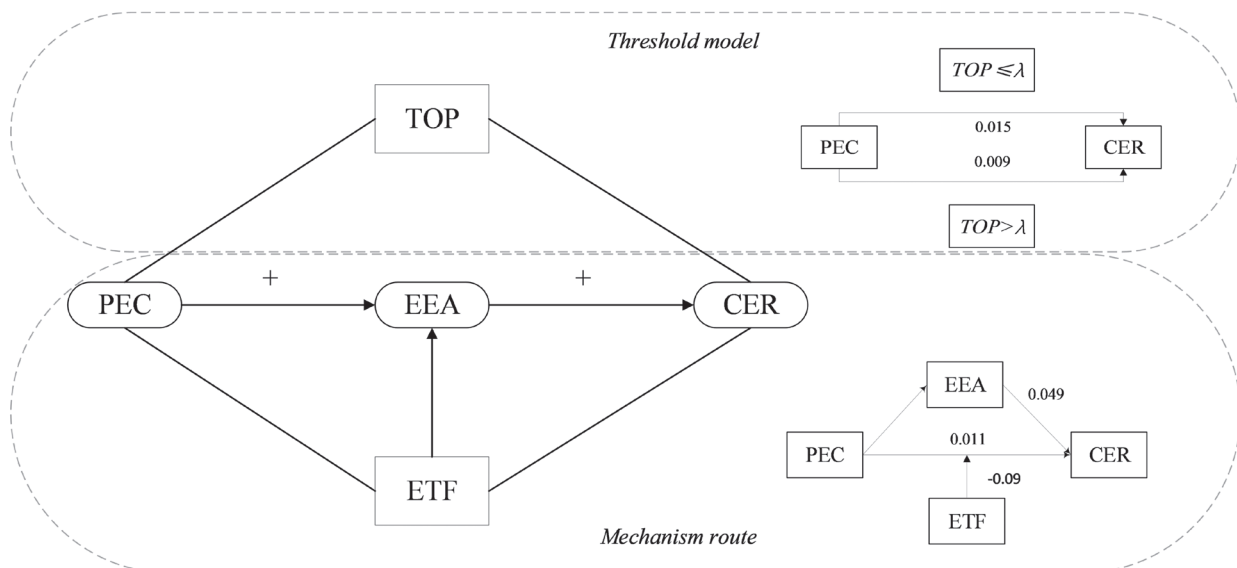 Threshold model
TOP ⩽ λ
TOP
0.015
PEC
CER
0.009
TOP > λ
+
+
PEC
EEA
CER
EEA
0.049
0.011
PEC
CER
-0.09
ETF
ETF
Mechanism route